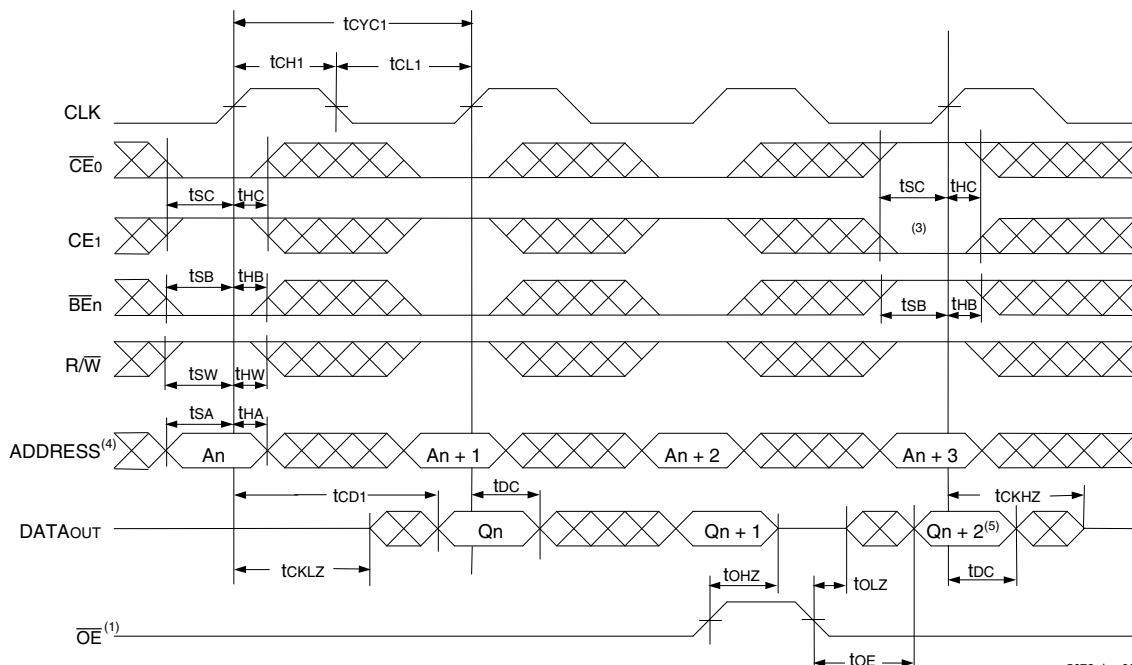 tCYC1
tCH1
tCL1
CLK
CE0
tSC
tHC
tSC
tHC
CE1
(3)
tSB
tHB
BEn
tSB
tHB
R/W
tSW
tHW
tSA
tHA
ADDRESS(4)
An
An + 1
An + 2
An + 3
tCD1
tDC
tCKHZ
DATAOUT
Qn
Qn + 1
Qn + 2(5)
tCKLZ
tOHZ
tOLZ
tDC
OE(1)
tOE